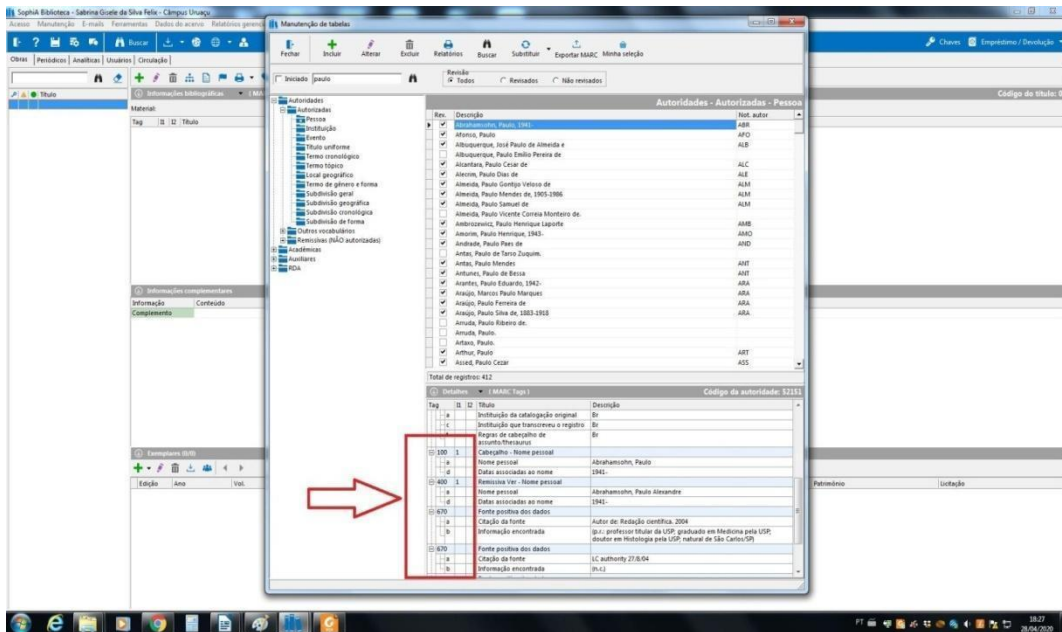 SophiA Biblioteca - Sabrina Gisele da Silva Felix - Câmpus Uruaçu
Acesso Manutenção E-mails Ferramentas Dados do acervo Relatórios gerenc
Buscar
Chaves Empréstimo / Devolução
Obras Periódicos Analíticas Usuários Circulação
Título
Informações bibliográficas
Código do título: 0
Material:
Tag I1 I2 Título
Informações complementares
Informação Conteúdo
Complemento
Exemplares (0/0)
Edição Ano Vol.
Patrimônio Licitação
Manutenção de tabelas
Fechar Incluir Alterar Excluir Relatórios Buscar Substituir Exportar MARC Minha seleção
Iniciado paulo
Revisão
Todos Revisados Não revisados
Autoridades
Autorizadas
Pessoa
Instituição
Evento
Título uniforme
Termo cronológico
Termo tópico
Local geográfico
Termo de gênero e forma
Subdivisão geral
Subdivisão geográfica
Subdivisão cronológica
Subdivisão de forma
Outros vocabulários
Remissivas (NÃO autorizadas)
Acadêmicas
Auxiliares
RDA
Autoridades - Autorizadas - Pessoa
Rev. Descrição Not. autor
Abrahamsohn, Paulo, 1941- ABR
Afonso, Paulo AFO
Albuquerque, José Paulo de Almeida e ALB
Albuquerque, Paulo Emílio Pereira de
Alcantara, Paulo Cesar de ALC
Alecrim, Paulo Dias de ALE
Almeida, Paulo Gontijo Veloso de ALM
Almeida, Paulo Mendes de, 1905-1986 ALM
Almeida, Paulo Samuel de ALM
Almeida, Paulo Vicente Correia Monteiro de.
Ambrozewicz, Paulo Henrique Laporte AMB
Amorim, Paulo Henrique, 1943- AMO
Andrade, Paulo Paes de AND
Antas, Paulo de Tarso Zuquim.
Antas, Paulo Mendes ANT
Antunes, Paulo de Bessa ANT
Arantes, Paulo Eduardo, 1942- ARA
Araújo, Marcos Paulo Marques ARA
Araújo, Paulo Ferreira de ARA
Araújo, Paulo Silva de, 1883-1918 ARA
Arruda, Paulo Ribeiro de.
Arruda, Paulo.
Artaxo, Paulo.
Arthur, Paulo ART
Assed, Paulo Cezar ASS
Total de registros: 412
Detalhes [ MARC Tags ] Código da autoridade: 52151
Tag I1 I2 Título Descrição
a Instituição da catalogação original Br
c Instituição que transcreveu o registro Br
Regras de cabeçalho de Br
assunto/thesaurus
100 1 Cabeçalho - Nome pessoal
a Nome pessoal Abrahamsohn, Paulo
d Datas associadas ao nome 1941-
400 1 Remissiva Ver - Nome pessoal
a Nome pessoal Abrahamsohn, Paulo Alexandre
d Datas associadas ao nome 1941-
670 Fonte positiva dos dados
a Citação da fonte Autor de: Redação científica. 2004
b Informação encontrada (p.r.: professor titular da USP; graduado em Medicina pela USP;
doutor em Histologia pela USP; natural de São Carlos/SP)
670 Fonte positiva dos dados
a Citação da fonte LC authority 27/8/04
b Informação encontrada (n.c.)
PT 18:27
28/04/2020